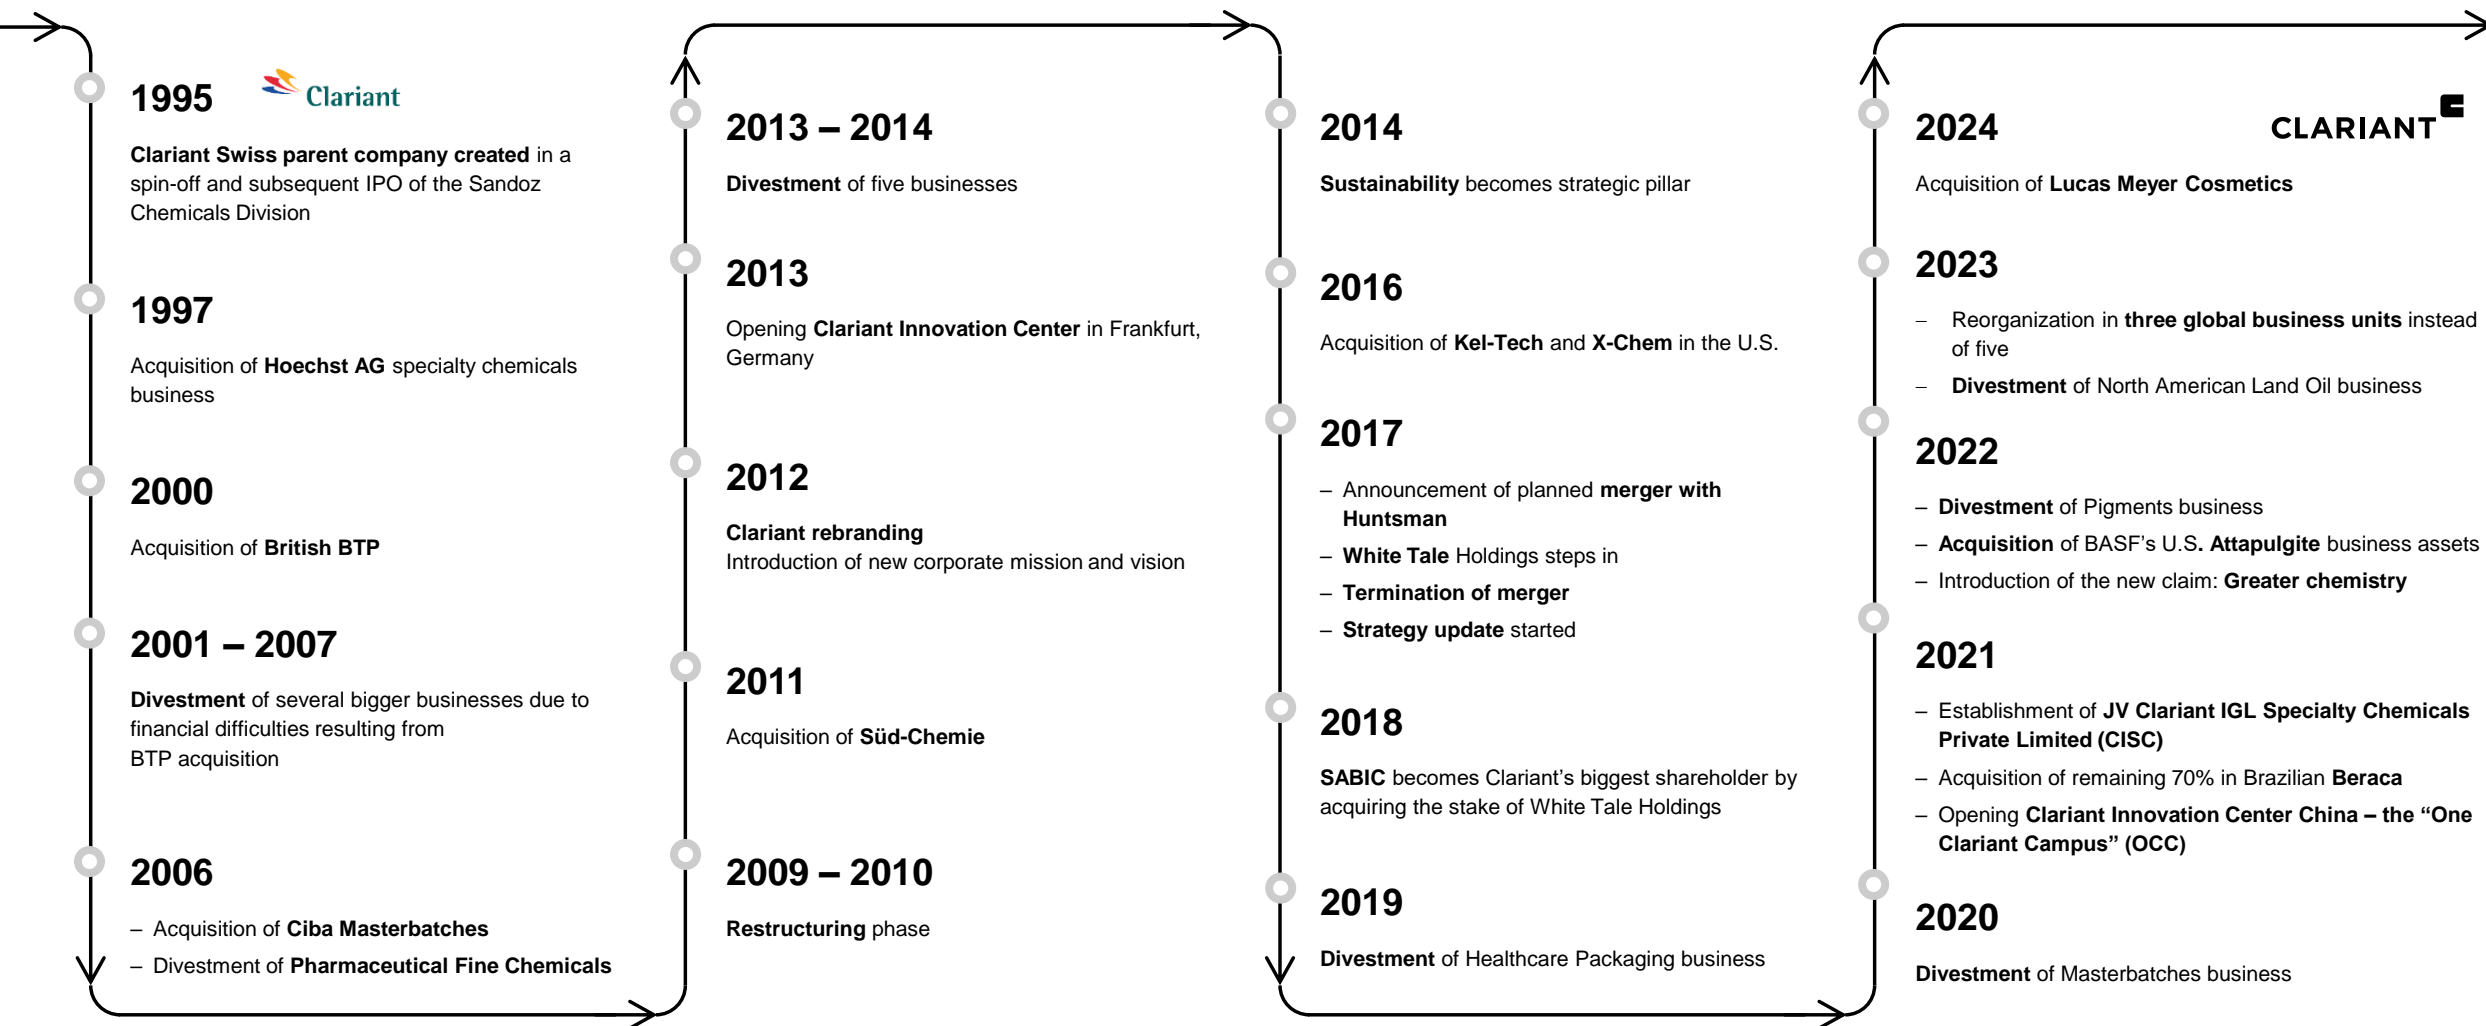 1995
Clariant
Clariant Swiss parent company created in a
spin-off and subsequent IPO of the Sandoz
Chemicals Division
1997
Acquisition of Hoechst AG specialty chemicals
business
2000
Acquisition of British BTP
2001 – 2007
Divestment of several bigger businesses due to
financial difficulties resulting from
BTP acquisition
2006
– Acquisition of Ciba Masterbatches
– Divestment of Pharmaceutical Fine Chemicals
2013 – 2014
Divestment of five businesses
2013
Opening Clariant Innovation Center in Frankfurt,
Germany
2012
Clariant rebranding
Introduction of new corporate mission and vision
2011
Acquisition of Süd-Chemie
2009 – 2010
Restructuring phase
2014
Sustainability becomes strategic pillar
2016
Acquisition of Kel-Tech and X-Chem in the U.S.
2017
– Announcement of planned merger with
Huntsman
– White Tale Holdings steps in
– Termination of merger
– Strategy update started
2018
SABIC becomes Clariant’s biggest shareholder by
acquiring the stake of White Tale Holdings
2019
Divestment of Healthcare Packaging business
2024
CLARIANT
Acquisition of Lucas Meyer Cosmetics
2023
– Reorganization in three global business units instead
of five
– Divestment of North American Land Oil business
2022
– Divestment of Pigments business
– Acquisition of BASF’s U.S. Attapulgite business assets
– Introduction of the new claim: Greater chemistry
2021
– Establishment of JV Clariant IGL Specialty Chemicals
Private Limited (CISC)
– Acquisition of remaining 70% in Brazilian Beraca
– Opening Clariant Innovation Center China – the “One
Clariant Campus” (OCC)
2020
Divestment of Masterbatches business